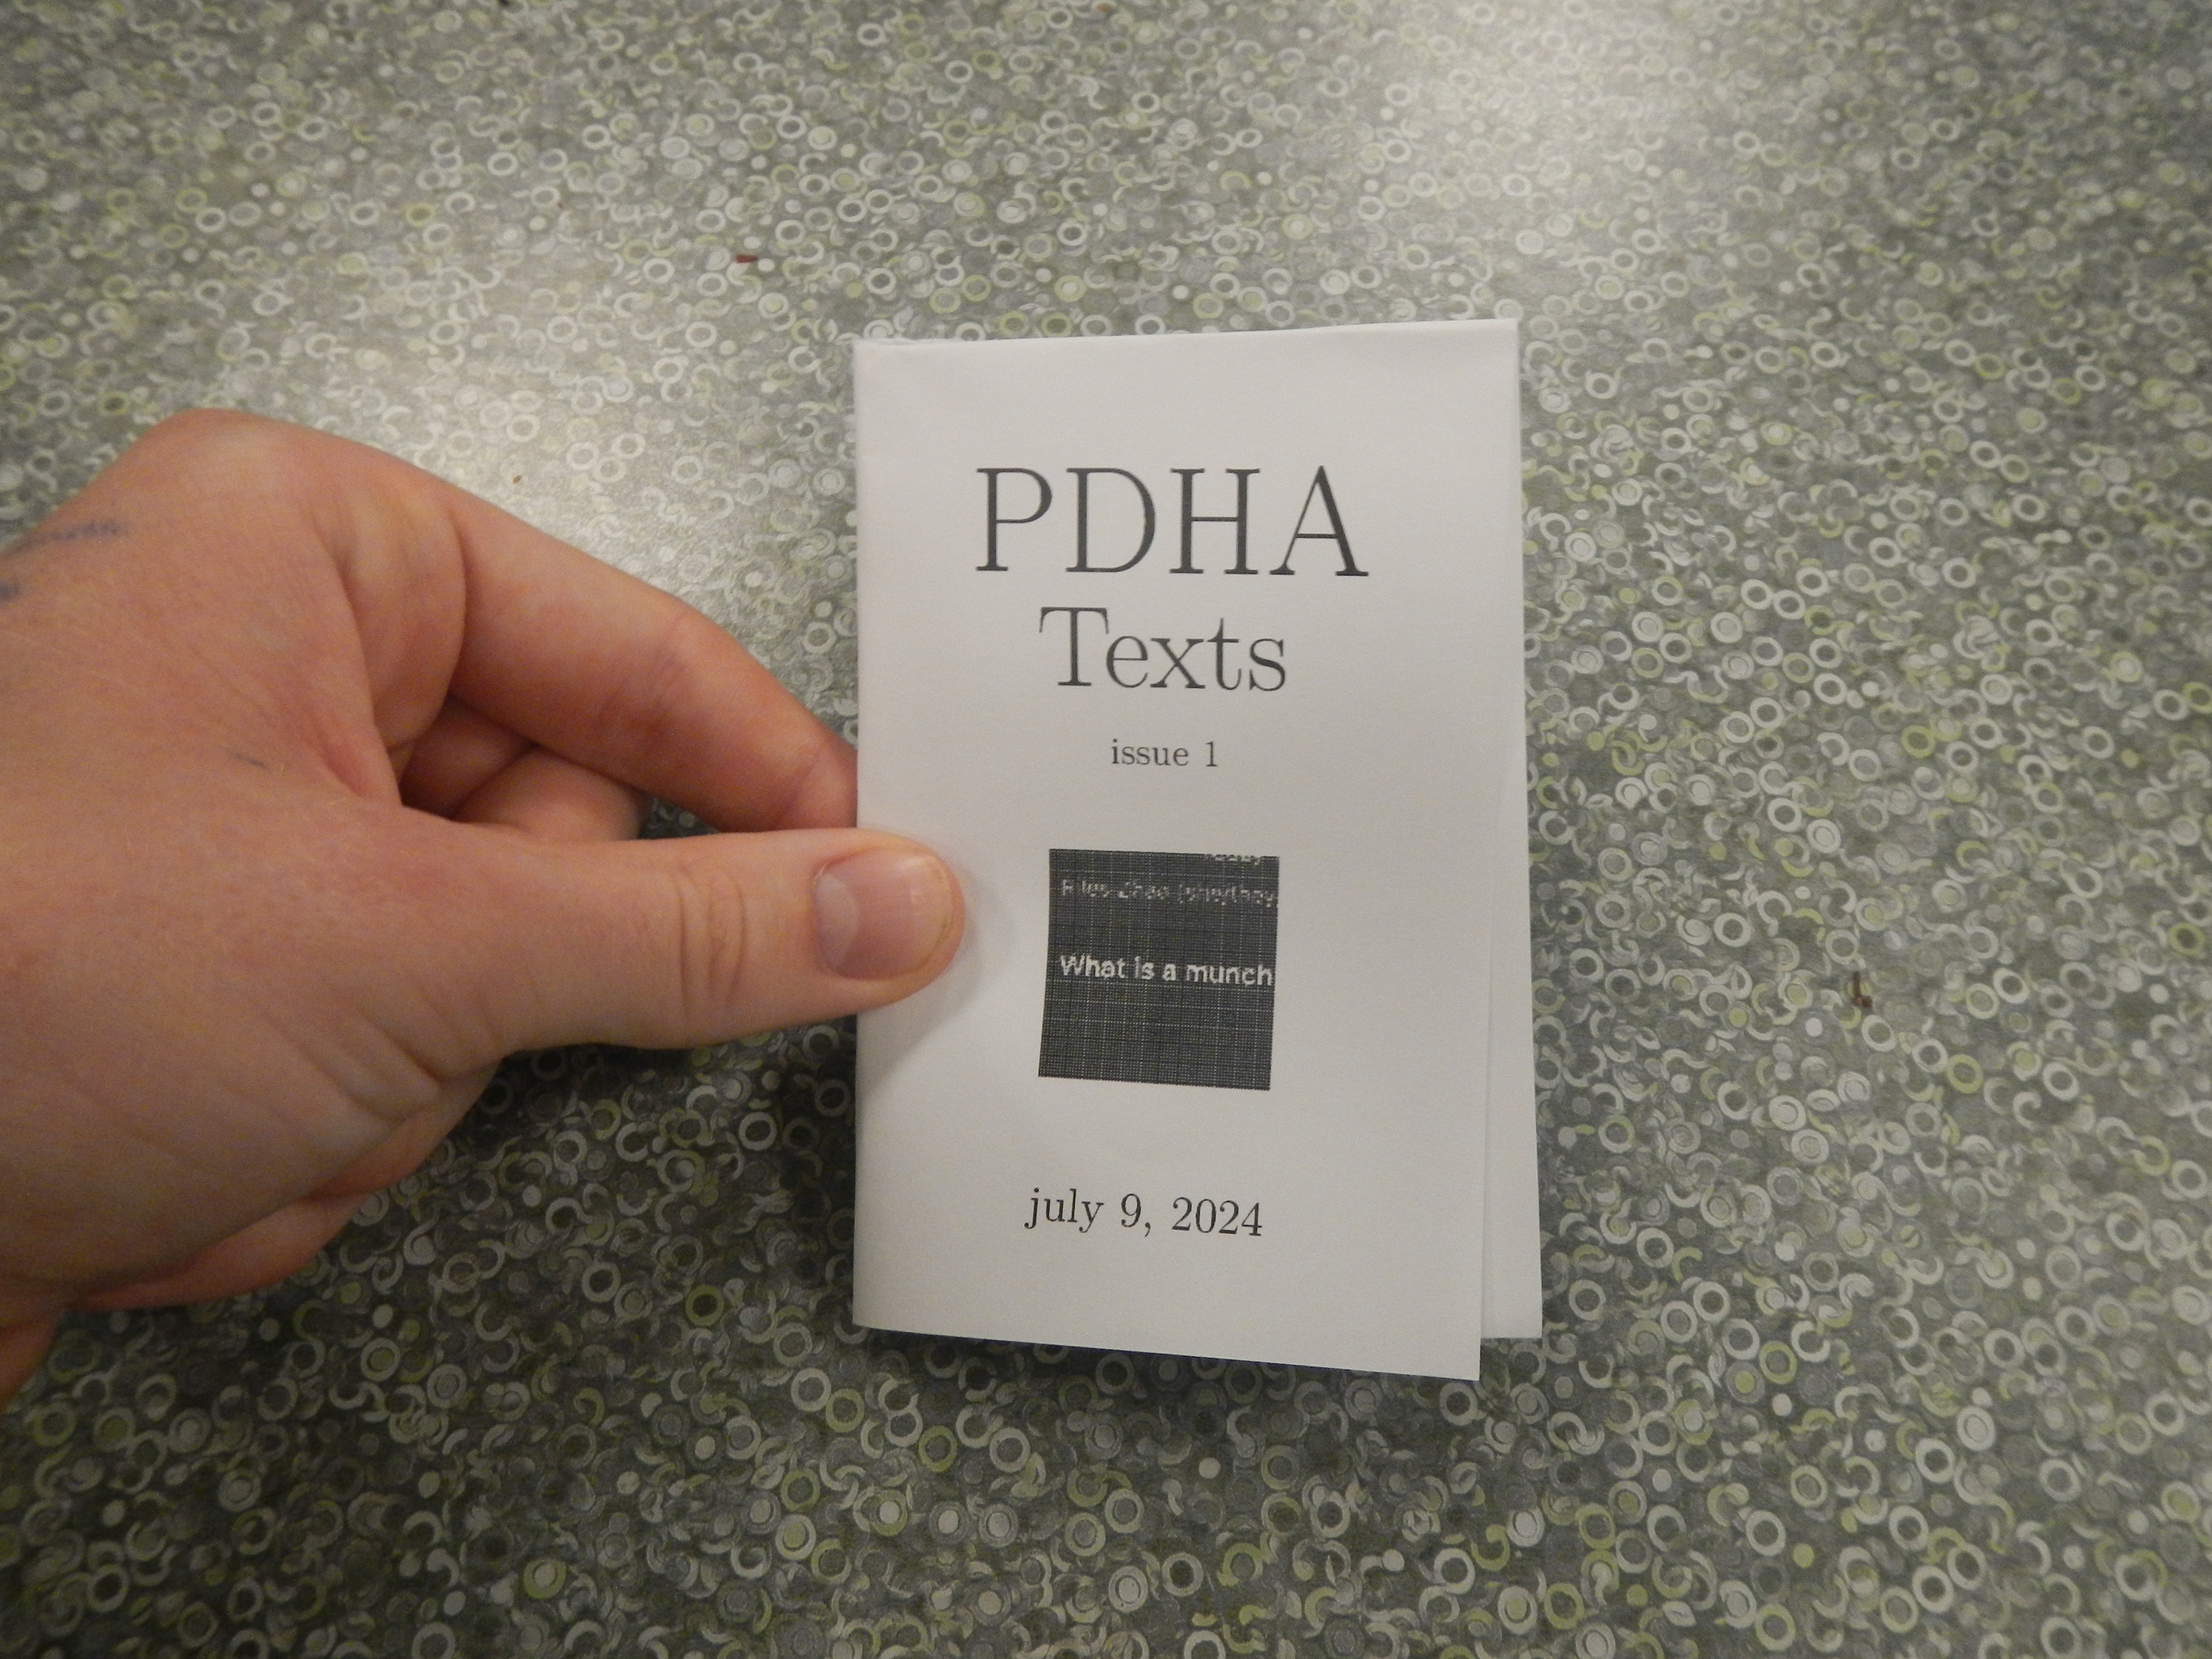 PDHA
Texts
issue 1
What is a munch
july 9, 2024